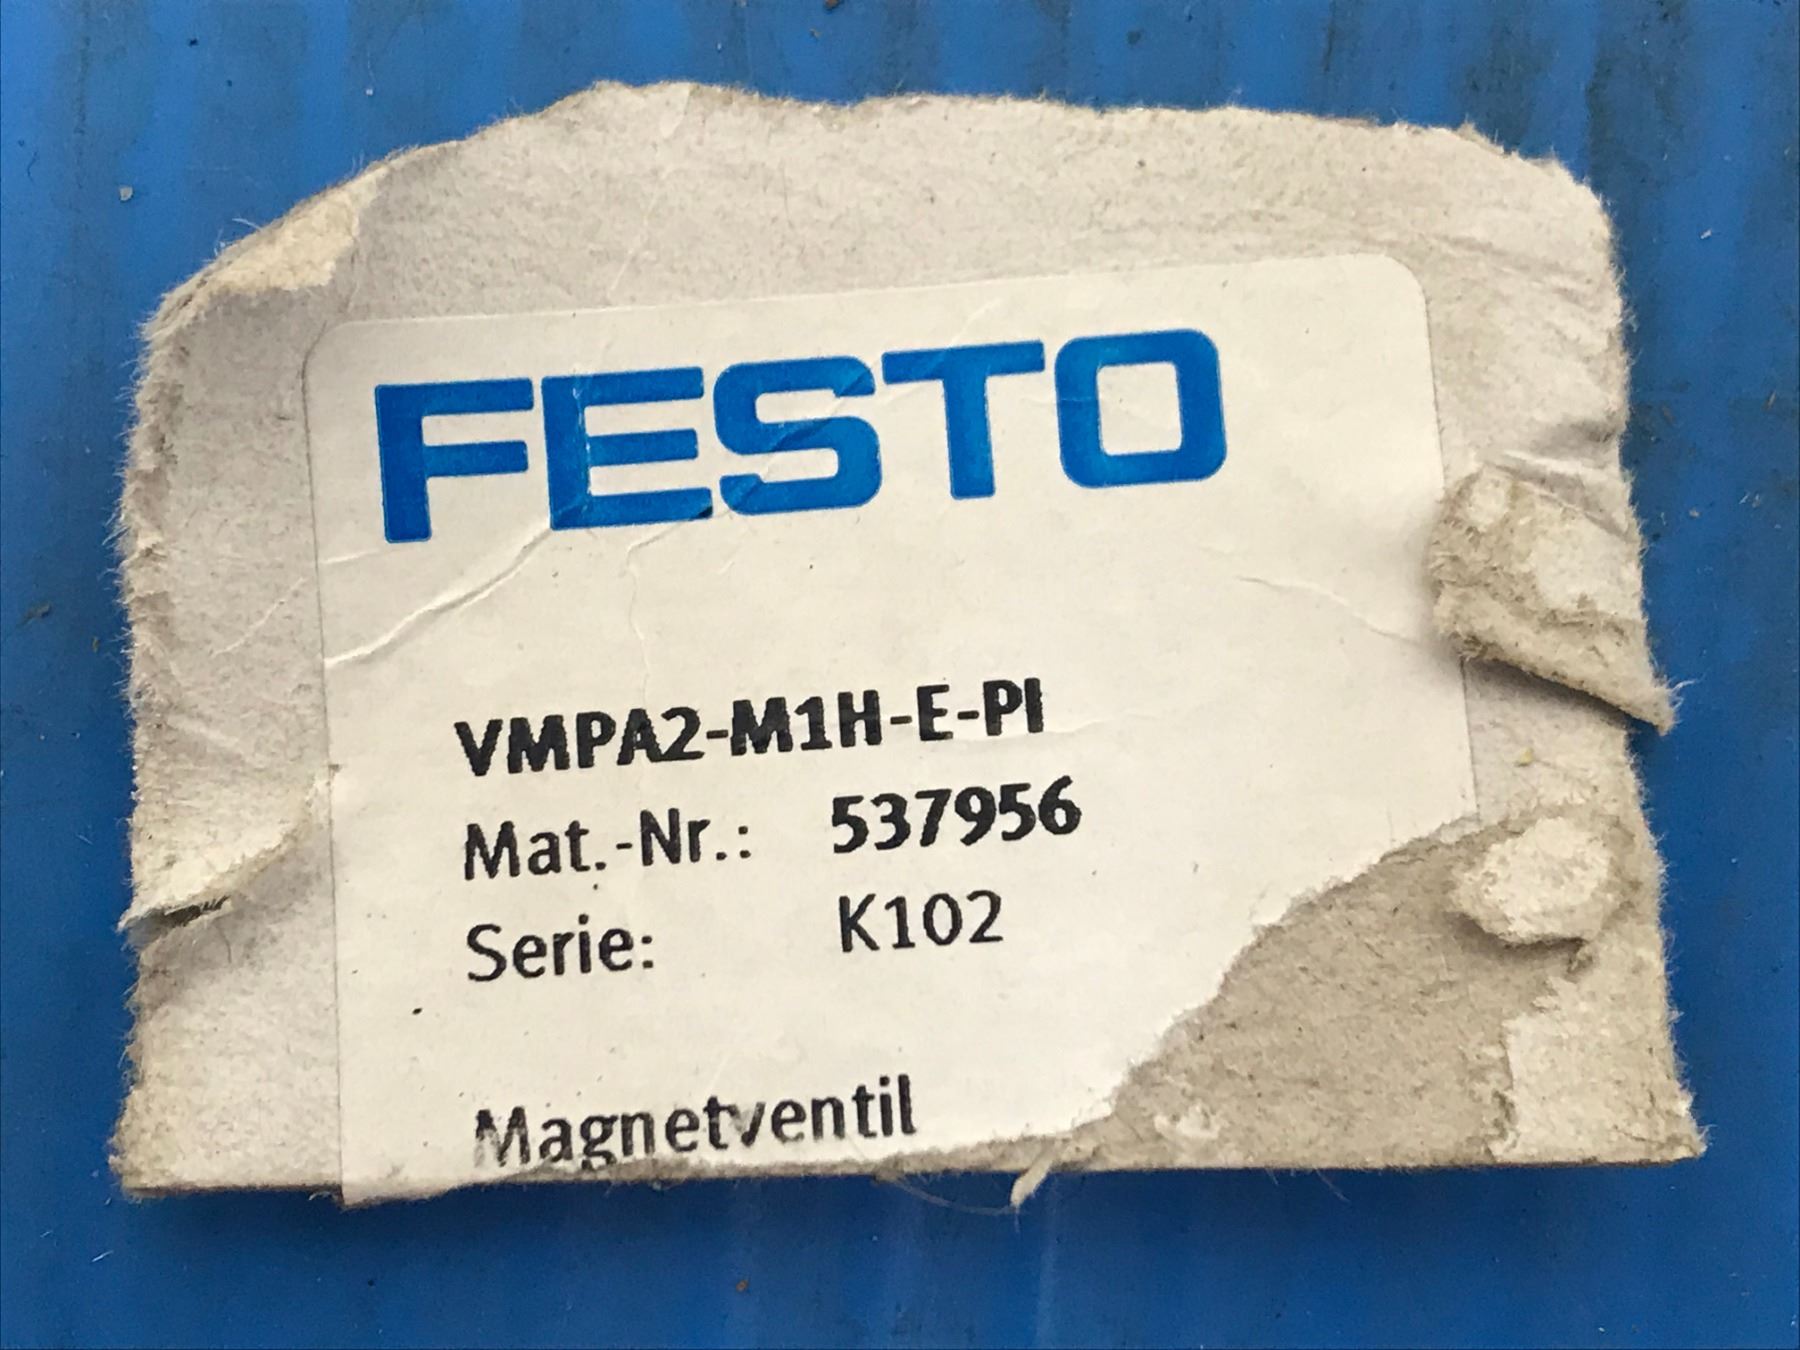 FESTO
VMPA2-M1H-E-PI
Mat.-Nr.: 537956
Serie: K102
Magnetventil